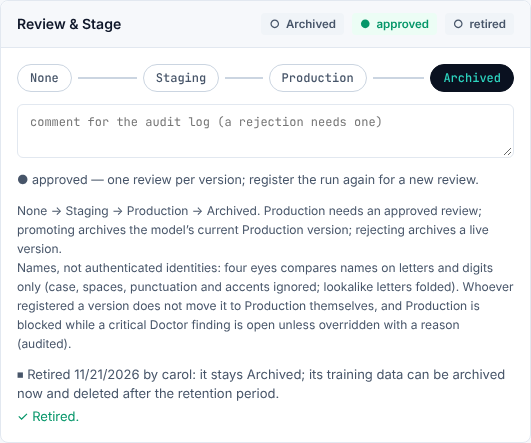 Review & Stage
Archived
approved
retired
None
Staging
Production
Archived
comment for the audit log (a rejection needs one)
● approved — one review per version; register the run again for a new review.
None → Staging → Production → Archived. Production needs an approved review;
promoting archives the model’s current Production version; rejecting archives a live
version.
Names, not authenticated identities: four eyes compares names on letters and digits
only (case, spaces, punctuation and accents ignored; lookalike letters folded). Whoever
registered a version does not move it to Production themselves, and Production is
blocked while a critical Doctor finding is open unless overridden with a reason
(audited).
▪ Retired 11/21/2026 by carol: it stays Archived; its training data can be archived
now and deleted after the retention period.
✓ Retired.